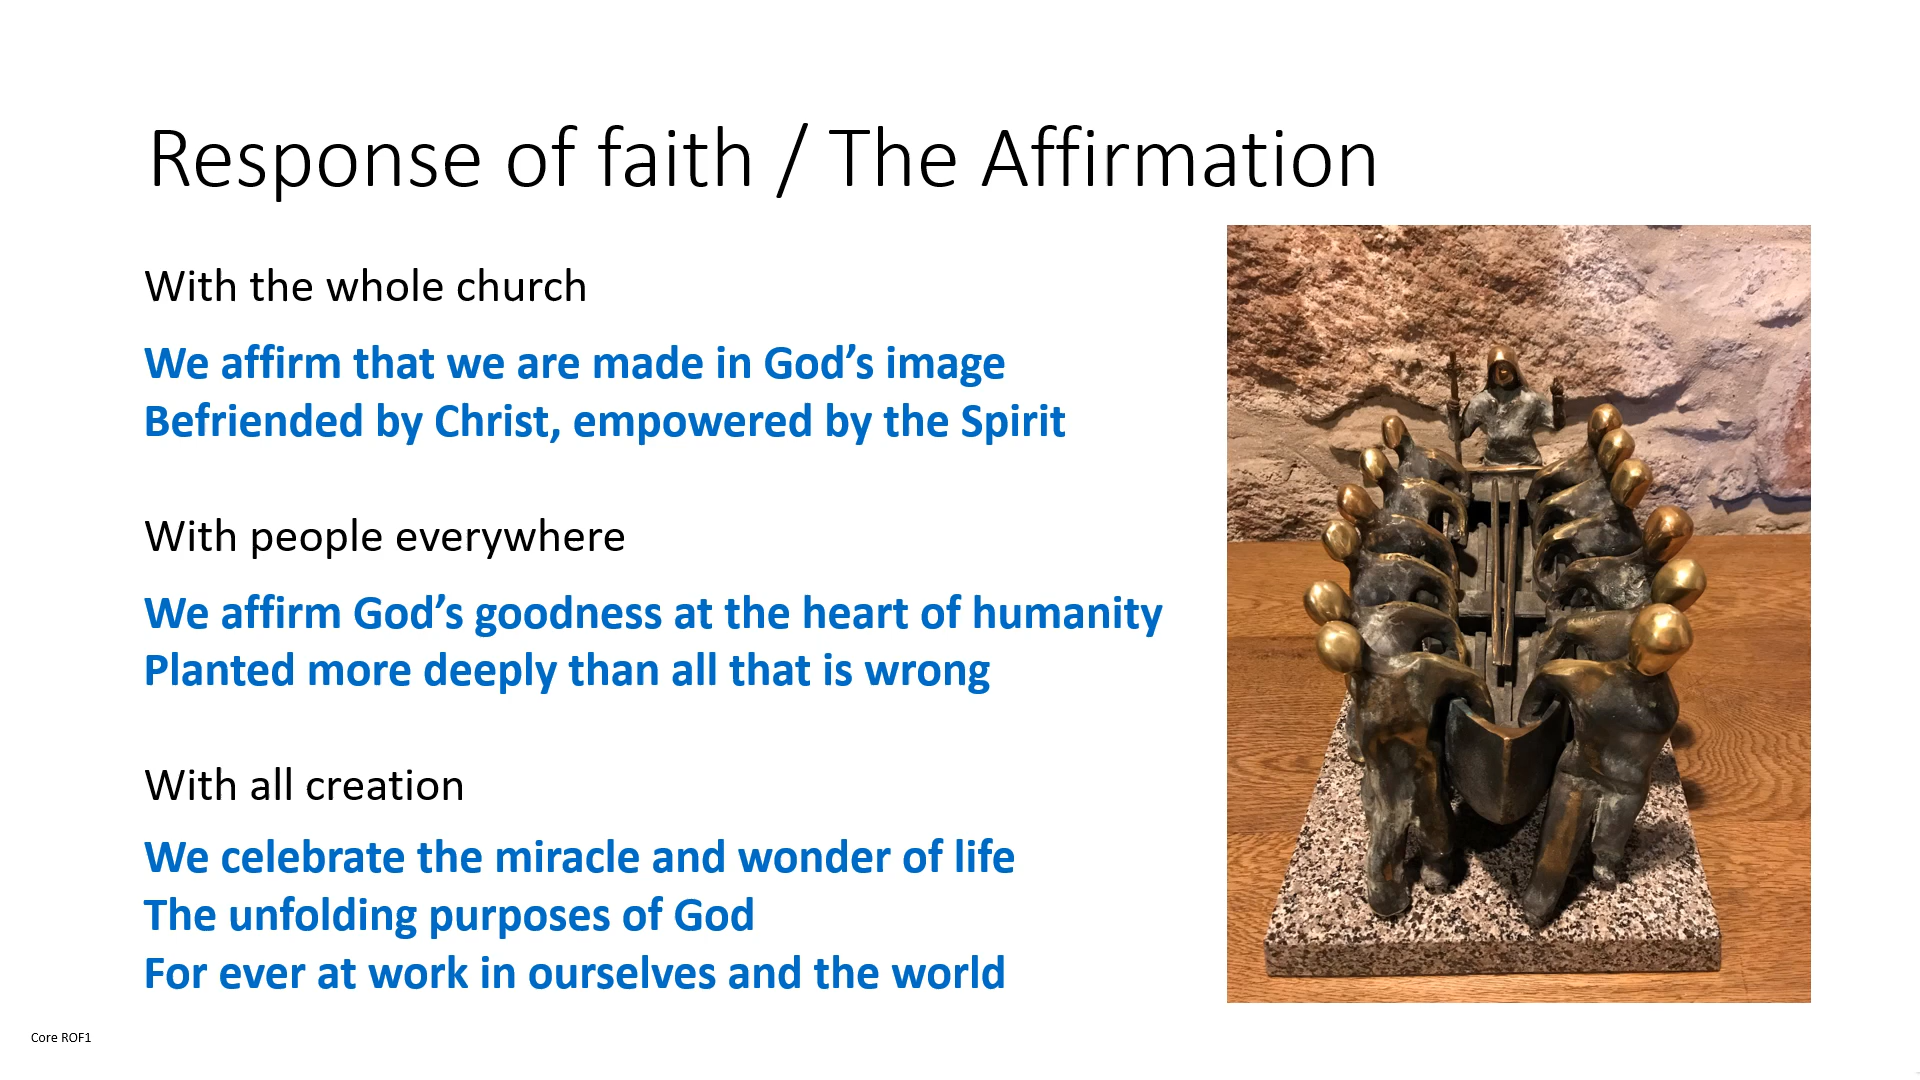 Response of faith / The Affirmation
With the whole church
We affirm that we are made in God’s image
Befriended by Christ, empowered by the Spirit
With people everywhere
We affirm God’s goodness at the heart of humanity
Planted more deeply than all that is wrong
With all creation
We celebrate the miracle and wonder of life
The unfolding purposes of God
For ever at work in ourselves and the world
Core ROF1